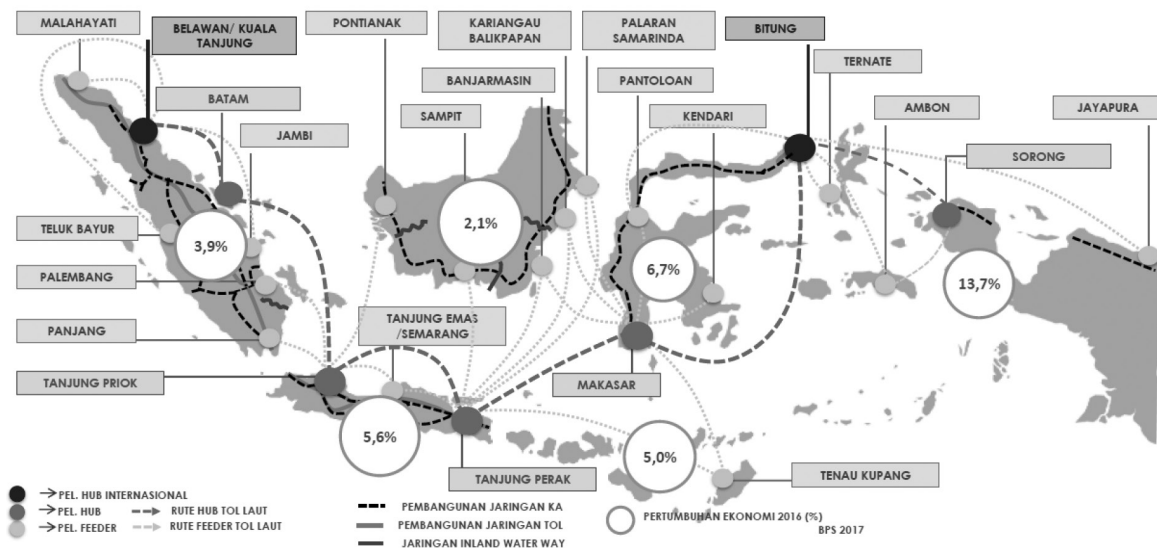 MALAHAYATI
BELAWAN/ KUALA
TANJUNG
PONTIANAK
KARIANGAU
BALIKPAPAN
PALARAN
SAMARINDA
BITUNG
TERNATE
BATAM
BANJARMASIN
PANTOLOAN
AMBON
JAYAPURA
JAMBI
SAMPIT
KENDARI
SORONG
TELUK BAYUR
3,9%
2,1%
6,7%
13,7%
PALEMBANG
PANJANG
TANJUNG EMAS
/SEMARANG
TANJUNG PRIOK
MAKASAR
5,6%
5,0%
TANJUNG PERAK
TENAU KUPANG
PEL. HUB INTERNASIONAL
PEL. HUB
RUTE HUB TOL LAUT
PEL. FEEDER
RUTE FEEDER TOL LAUT
PEMBANGUNAN JARINGAN KA
PEMBANGUNAN JARINGAN TOL
JARINGAN INLAND WATER WAY
PERTUMBUHAN EKONOMI 2016 (%)
BPS 2017